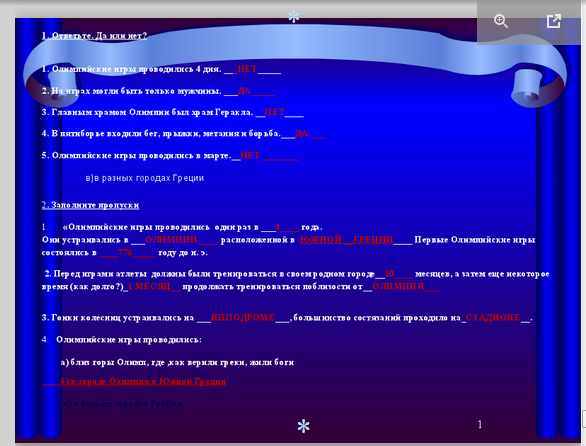 1. Ответьте. Да или нет?
1. Олимпийские игры проводились 4 дня. __НЕТ_____
2. На играх могли быть только мужчины. ___ДА_____
3. Главным храмом Олимпии был храм Геракла. __НЕТ____
4. В пятиборье входили бег, прыжки, метания и борьба.___ДА___
5. Олимпийские игры проводились в марте.__НЕТ________
в)в разных городах Греции
2. Заполните пропуски
1. «Олимпийские игры проводились один раз в ___4____ года.
Они устраивались в ___ОЛИМПИИ____, расположенной в ЮЖНОЙ__ГРЕЦИИ____ Первые Олимпийские игры
состоялись в ____776_____ году до н. э.
2. Перед играми атлеты должны были тренироваться в своем родном городе__10____ месяцев, а затем еще некоторое
время (как долго?)_1 МЕСЯЦ__ продолжать тренироваться поблизости от__ОЛИМПИИ___
3. Гонки колесниц устраивались на ___ИППОДРОМЕ___, большинство состязаний проходило на_СТАДИОНЕ__.
4. Олимпийские игры проводились:
а) близ горы Олимп, где ,как верили греки, жили боги
____б) в городе Олимпии в Южной Греции
в) в разных городах Греции
1